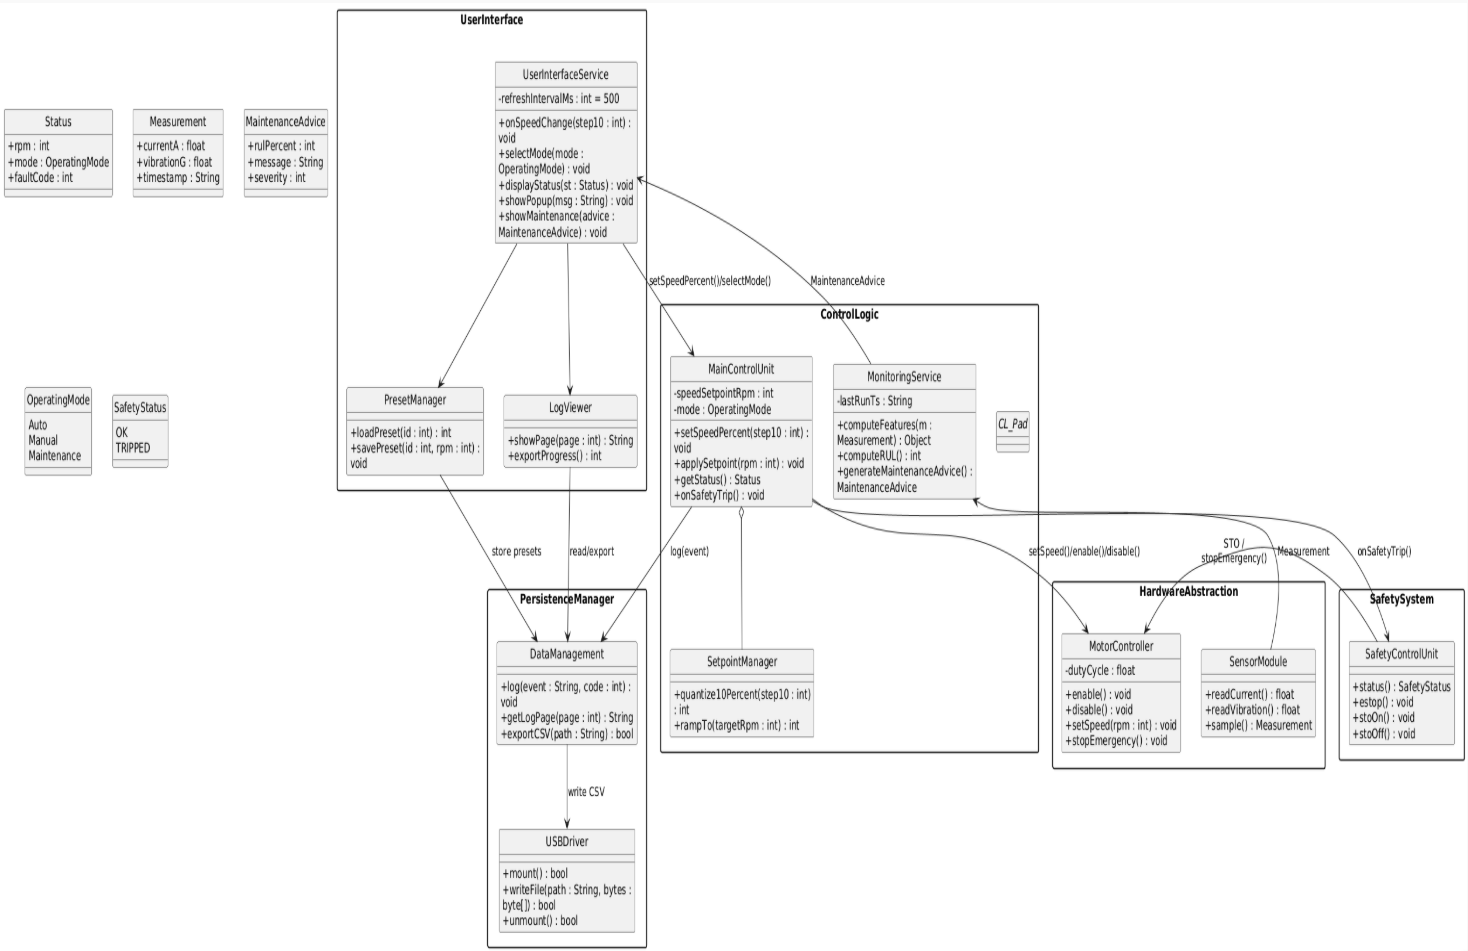 UserInterface
UserInterfaceService
-refreshIntervalMs : int = 500
+onSpeedChange(step10 : int) :
void
+selectMode(mode :
OperatingMode) : void
+displayStatus(st : Status) : void
+showPopup(msg : String) : void
+showMaintenance(advice :
MaintenanceAdvice) : void
Status
+rpm : int
+mode : OperatingMode
+faultCode : int
Measurement
+currentA : float
+vibrationG : float
+timestamp : String
MaintenanceAdvice
+rulPercent : int
+message : String
+severity : int
setSpeedPercent()/selectMode()
MaintenanceAdvice
ControlLogic
OperatingMode
Auto
Manual
Maintenance
SafetyStatus
OK
TRIPPED
PresetManager
+loadPreset(id : int) : int
+savePreset(id : int, rpm : int) :
void
LogViewer
+showPage(page : int) : String
+exportProgress() : int
MainControlUnit
-speedSetpointRpm : int
-mode : OperatingMode
+setSpeedPercent(step10 : int) :
void
+applySetpoint(rpm : int) : void
+getStatus() : Status
+onSafetyTrip() : void
MonitoringService
-lastRunTs : String
+computeFeatures(m :
Measurement) : Object
+computeRUL() : int
+generateMaintenanceAdvice() :
MaintenanceAdvice
CL_Pad
store presets
read/export
log(event)
setSpeed()/enable()/disable()
STO /
stopEmergency()
Measurement
onSafetyTrip()
PersistenceManager
DataManagement
+log(event : String, code : int) :
void
+getLogPage(page : int) : String
+exportCSV(path : String) : bool
SetpointManager
+quantize10Percent(step10 : int)
: int
+rampTo(targetRpm : int) : int
HardwareAbstraction
MotorController
-dutyCycle : float
+enable() : void
+disable() : void
+setSpeed(rpm : int) : void
+stopEmergency() : void
SensorModule
+readCurrent() : float
+readVibration() : float
+sample() : Measurement
SafetySystem
SafetyControlUnit
+status() : SafetyStatus
+estop() : void
+stoOn() : void
+stoOff() : void
write CSV
USBDriver
+mount() : bool
+writeFile(path : String, bytes :
byte[]) : bool
+unmount() : bool